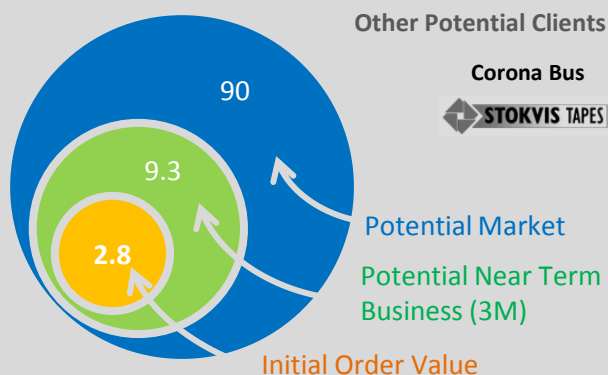 Other Potential Clients
90
Corona Bus
STOKVIS TAPES
9.3
Potential Market
2.8
Potential Near Term
Business (3M)
Initial Order Value